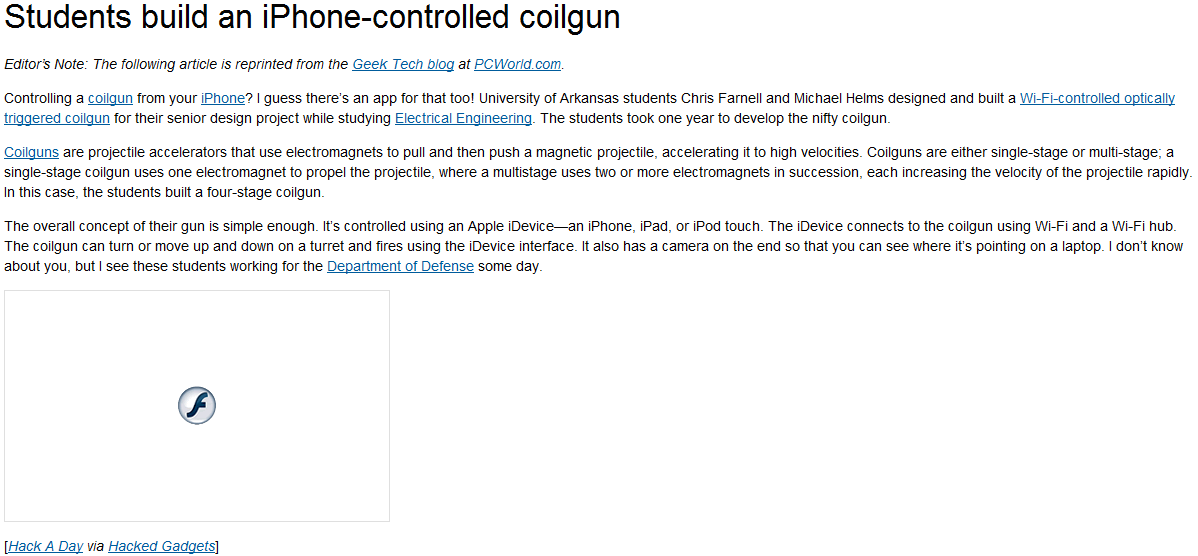 Students build an iPhone-controlled coilgun
Editor’s Note: The following article is reprinted from the Geek Tech blog at PCWorld.com.
Controlling a coilgun from your iPhone? I guess there’s an app for that too! University of Arkansas students Chris Farnell and Michael Helms designed and built a Wi-Fi-controlled optically
triggered coilgun for their senior design project while studying Electrical Engineering. The students took one year to develop the nifty coilgun.
Coilguns are projectile accelerators that use electromagnets to pull and then push a magnetic projectile, accelerating it to high velocities. Coilguns are either single-stage or multi-stage; a
single-stage coilgun uses one electromagnet to propel the projectile, where a multistage uses two or more electromagnets in succession, each increasing the velocity of the projectile rapidly.
In this case, the students built a four-stage coilgun.
The overall concept of their gun is simple enough. It’s controlled using an Apple iDevice—an iPhone, iPad, or iPod touch. The iDevice connects to the coilgun using Wi-Fi and a Wi-Fi hub.
The coilgun can turn or move up and down on a turret and fires using the iDevice interface. It also has a camera on the end so that you can see where it’s pointing on a laptop. I don’t know
about you, but I see these students working for the Department of Defense some day.
[Hack A Day via Hacked Gadgets]